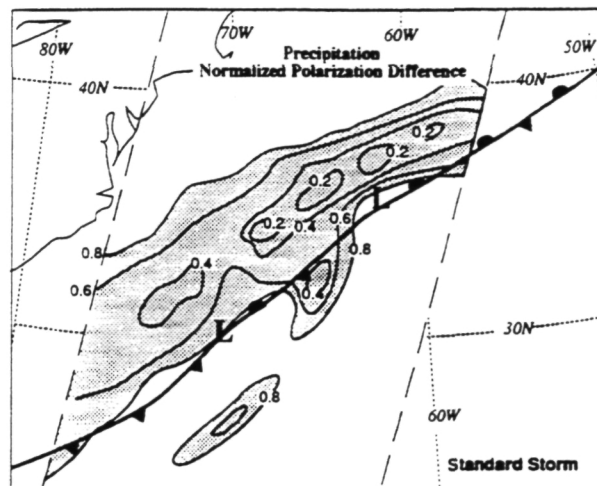 80W
70W
60W
50W
Precipitation
Normalized Polarization Difference
40N
40N
0.2
0.2
0.2
0.2
0.4
0.6
0.8
0.8
0.6
0.4
0.4
L
L
30N
0.8
60W
Standard Storm